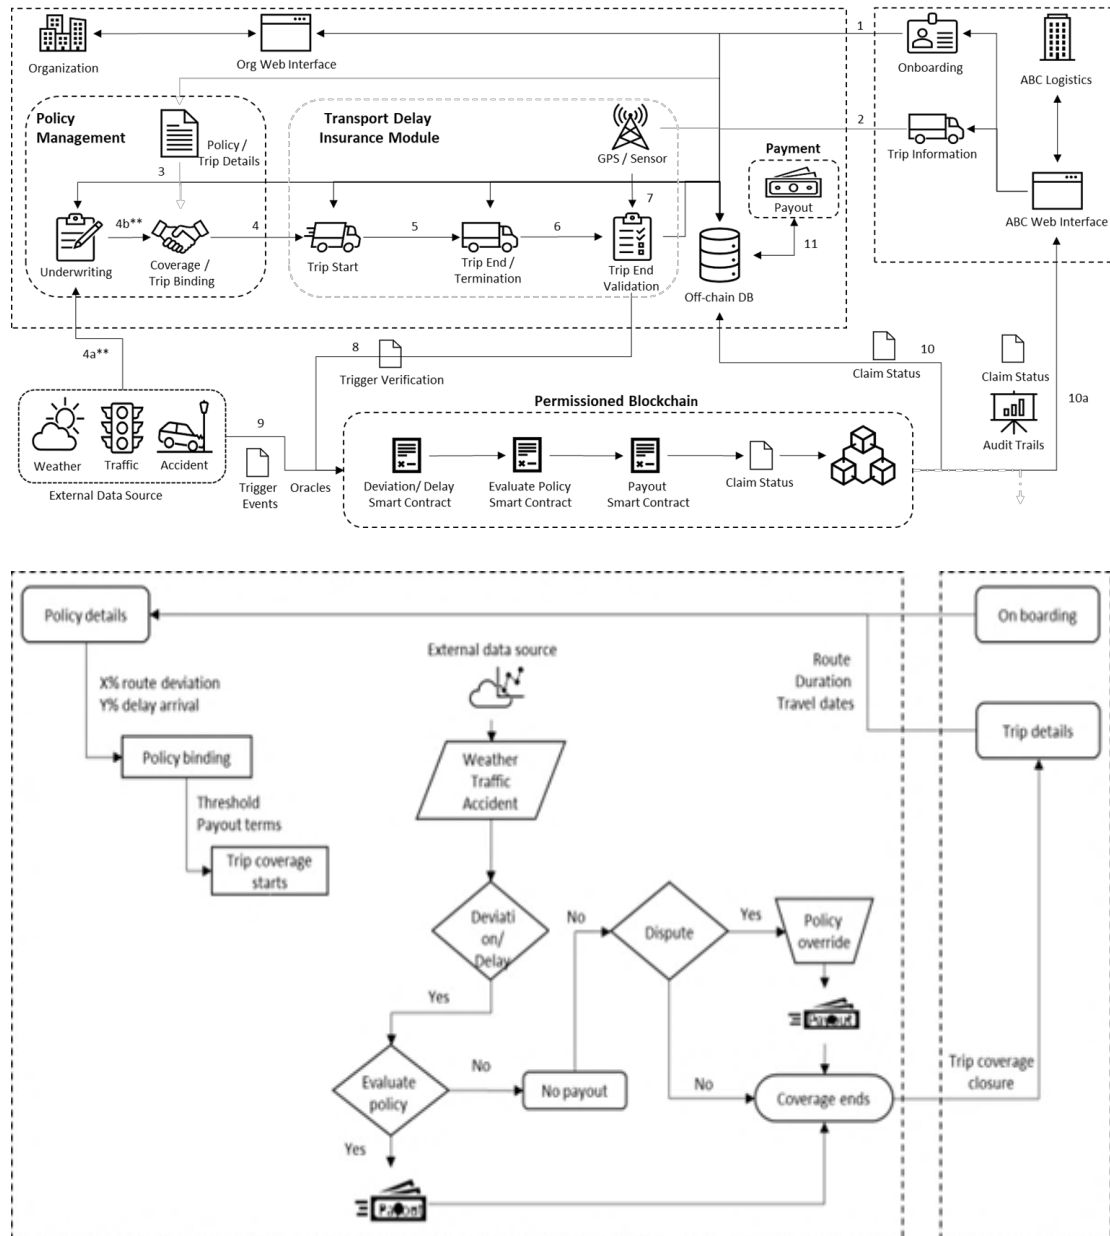 1
Organization
Org Web Interface
Onboarding
ABC Logistics
Policy
Management
Transport Delay
Insurance Module
Policy /
Trip Details
GPS / Sensor
2
Trip Information
Payment
Payout
3
7
ABC Web Interface
4b**
4
5
6
11
Underwriting
Coverage /
Trip Binding
Trip Start
Trip End /
Termination
Trip End
Validation
Off-chain DB
4a**
8
Trigger Verification
10
Claim Status
Claim Status
10a
Audit Trails
Permissioned Blockchain
9
Weather
Traffic
Accident
External Data Source
Trigger
Events
Oracles
Deviation/ Delay
Smart Contract
Evaluate Policy
Smart Contract
Payout
Smart Contract
Claim Status
Policy details
On boarding
External data source
Route
Duration
Travel dates
X% route deviation
Y% delay arrival
Trip details
Policy binding
Weather
Traffic
Accident
Threshold
Payout terms
Trip coverage
starts
Deviati
on/
Delay
No
Dispute
Yes
Policy
override
Yes
Payout
Evaluate
policy
No
No payout
No
Coverage ends
Trip coverage
closure
Yes
Payout